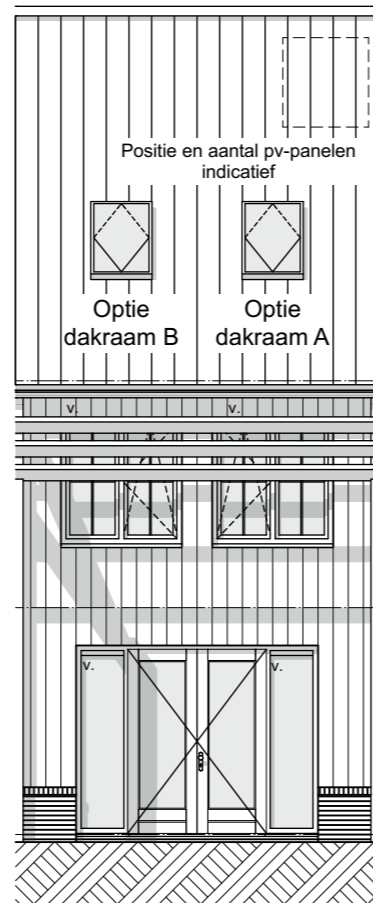 Positie en aantal pv-panelen
indicatief
Optie
dakraam B
Optie
dakraam A
v.
v.
v.
v.